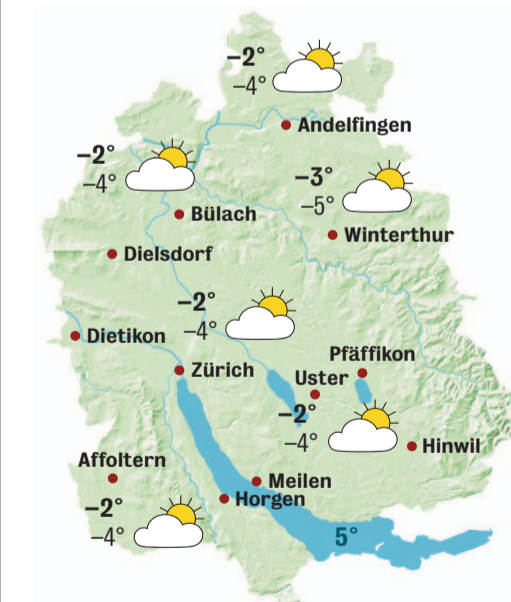 –2°
–4°
Andelfingen
–2°
–4°
–3°
–5°
Bülach
Winterthur
Dielsdorf
–2°
–4°
Dietikon
Zürich
Pfäffikon
Uster
–2°
–4°
Hinwil
Affoltern
Meilen
Horgen
–2°
–4°
5°